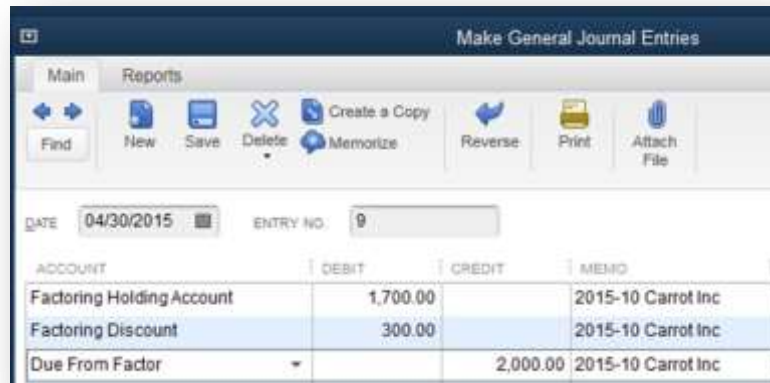 Make General Journal Entries
Main Reports
Find New Save Delete Create a Copy Memorize Reverse Print Attach File
DATE 04/30/2015 ENTRY NO. 9
ACCOUNT DEBIT CREDIT MEMO
Factoring Holding Account 1,700.00 2015-10 Carrot Inc
Factoring Discount 300.00 2015-10 Carrot Inc
Due From Factor 2,000.00 2015-10 Carrot Inc